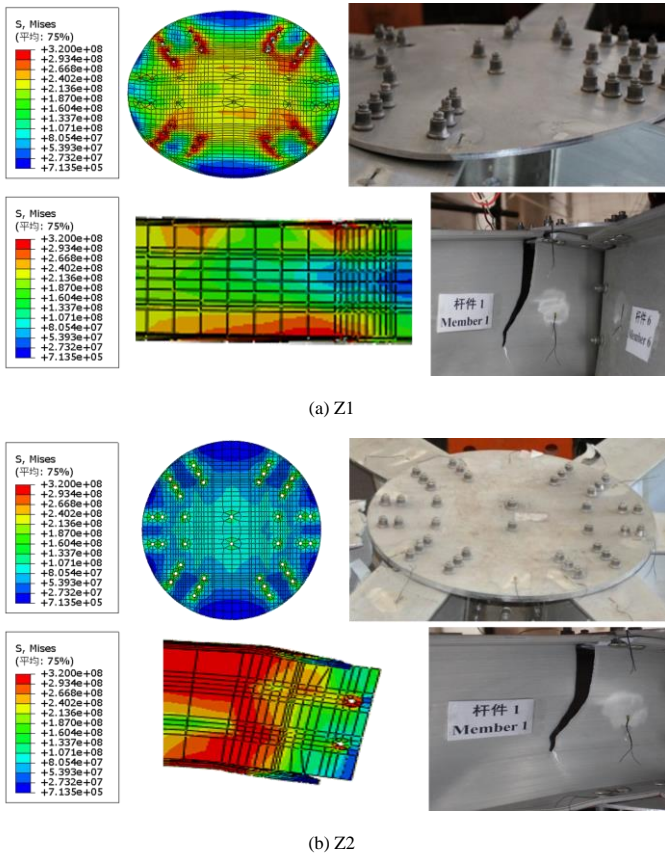 S, Mises
(平均: 75%)
+3.200e+08
+2.934e+08
+2.668e+08
+2.402e+08
+2.136e+08
+1.870e+08
+1.604e+08
+1.337e+08
+1.071e+08
+8.054e+07
+5.393e+07
+2.732e+07
+7.135e+05
S, Mises
(平均: 75%)
+3.200e+08
+2.934e+08
+2.668e+08
+2.402e+08
+2.136e+08
+1.870e+08
+1.604e+08
+1.337e+08
+1.071e+08
+8.054e+07
+5.393e+07
+2.732e+07
+7.135e+05
杆件 1
Member 1
杆件 6
Member 6
(a) Z1
S, Mises
(平均: 75%)
+3.200e+08
+2.934e+08
+2.668e+08
+2.402e+08
+2.136e+08
+1.870e+08
+1.604e+08
+1.337e+08
+1.071e+08
+8.054e+07
+5.393e+07
+2.732e+07
+7.135e+05
S, Mises
(平均: 75%)
+3.200e+08
+2.934e+08
+2.668e+08
+2.402e+08
+2.136e+08
+1.870e+08
+1.604e+08
+1.337e+08
+1.071e+08
+8.054e+07
+5.393e+07
+2.732e+07
+7.135e+05
杆件 1
Member 1
(b) Z2